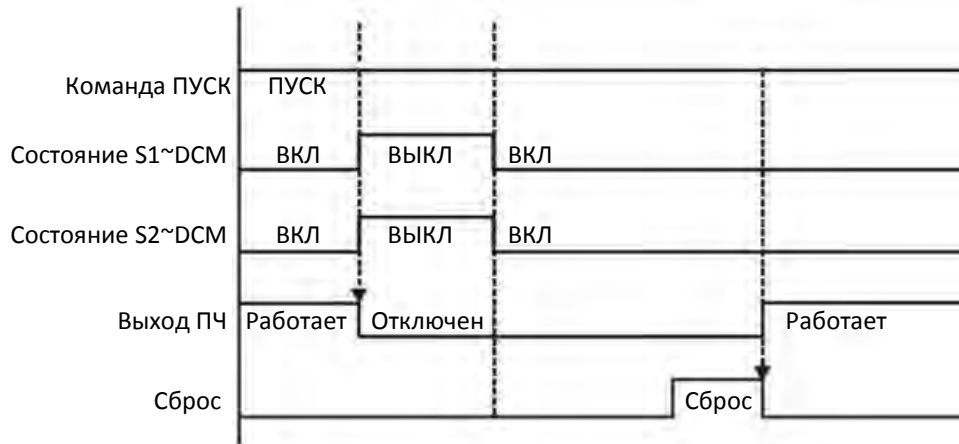 Команда ПУСК ПУСК
Состояние S1~DCM ВКЛ ВЫКЛ ВКЛ
Состояние S2~DCM ВКЛ ВЫКЛ ВКЛ
Выход ПЧ Работает Отключен Работает
Сброс Сброс